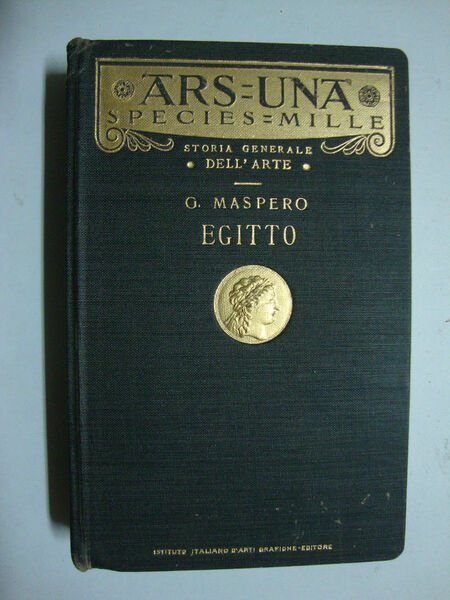 ARS=UNA
SPECIES=MILLE
STORIA GENERALE
• DELL'ARTE •
G. MASPERO
EGITTO
ISTITUTO ITALIANO D'ARTI GRAFICHE-EDITORE